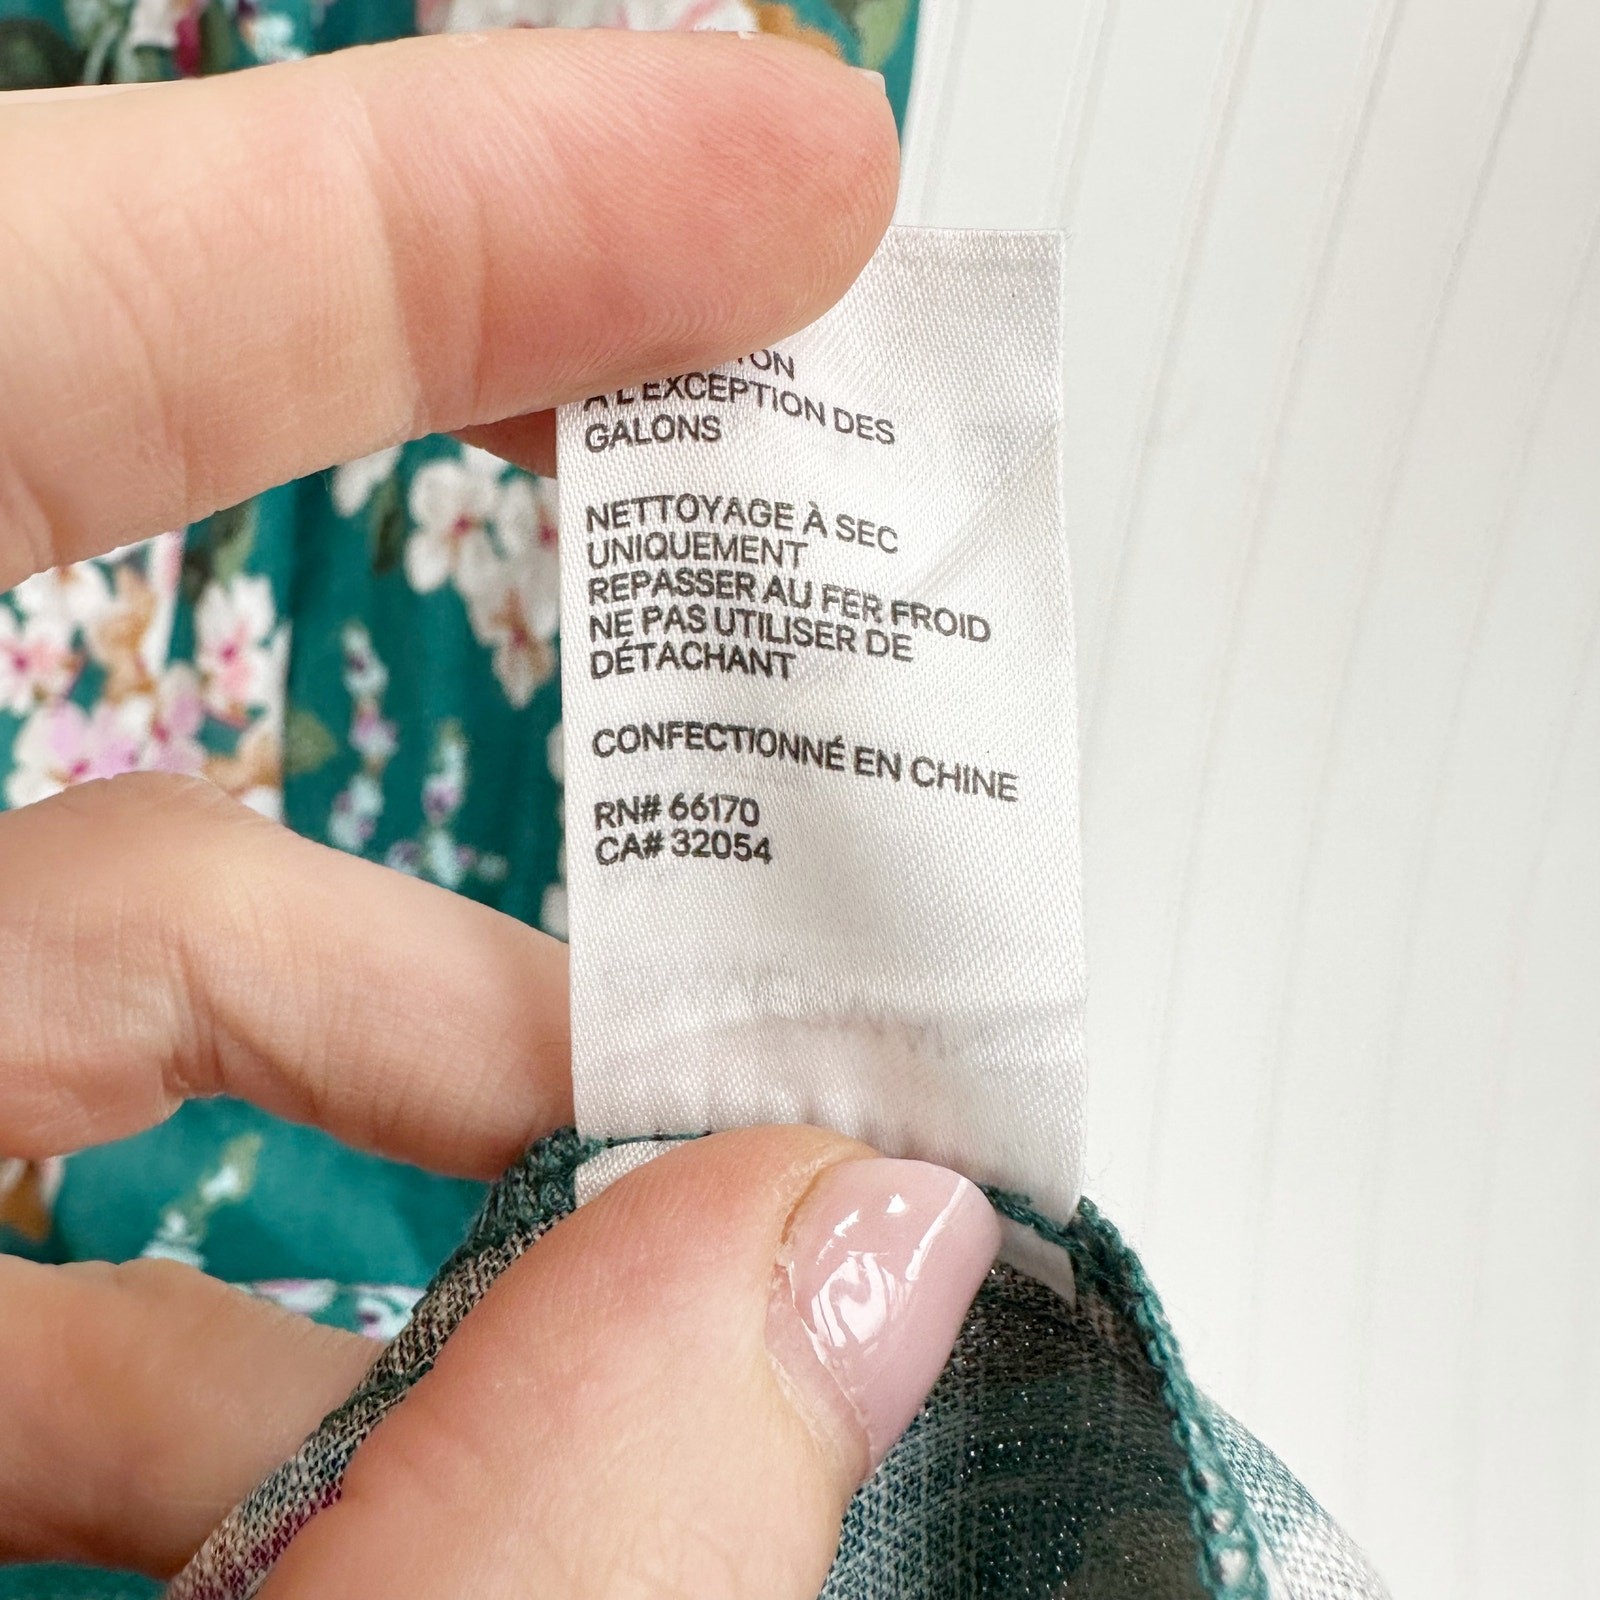 À L'EXCEPTION DES
GALONS
NETTOYAGE À SEC
UNIQUEMENT
REPASSER AU FER FROID
NE PAS UTILISER DE
DÉTACHANT
CONFECTIONNÉ EN CHINE
RN# 66170
CA# 32054